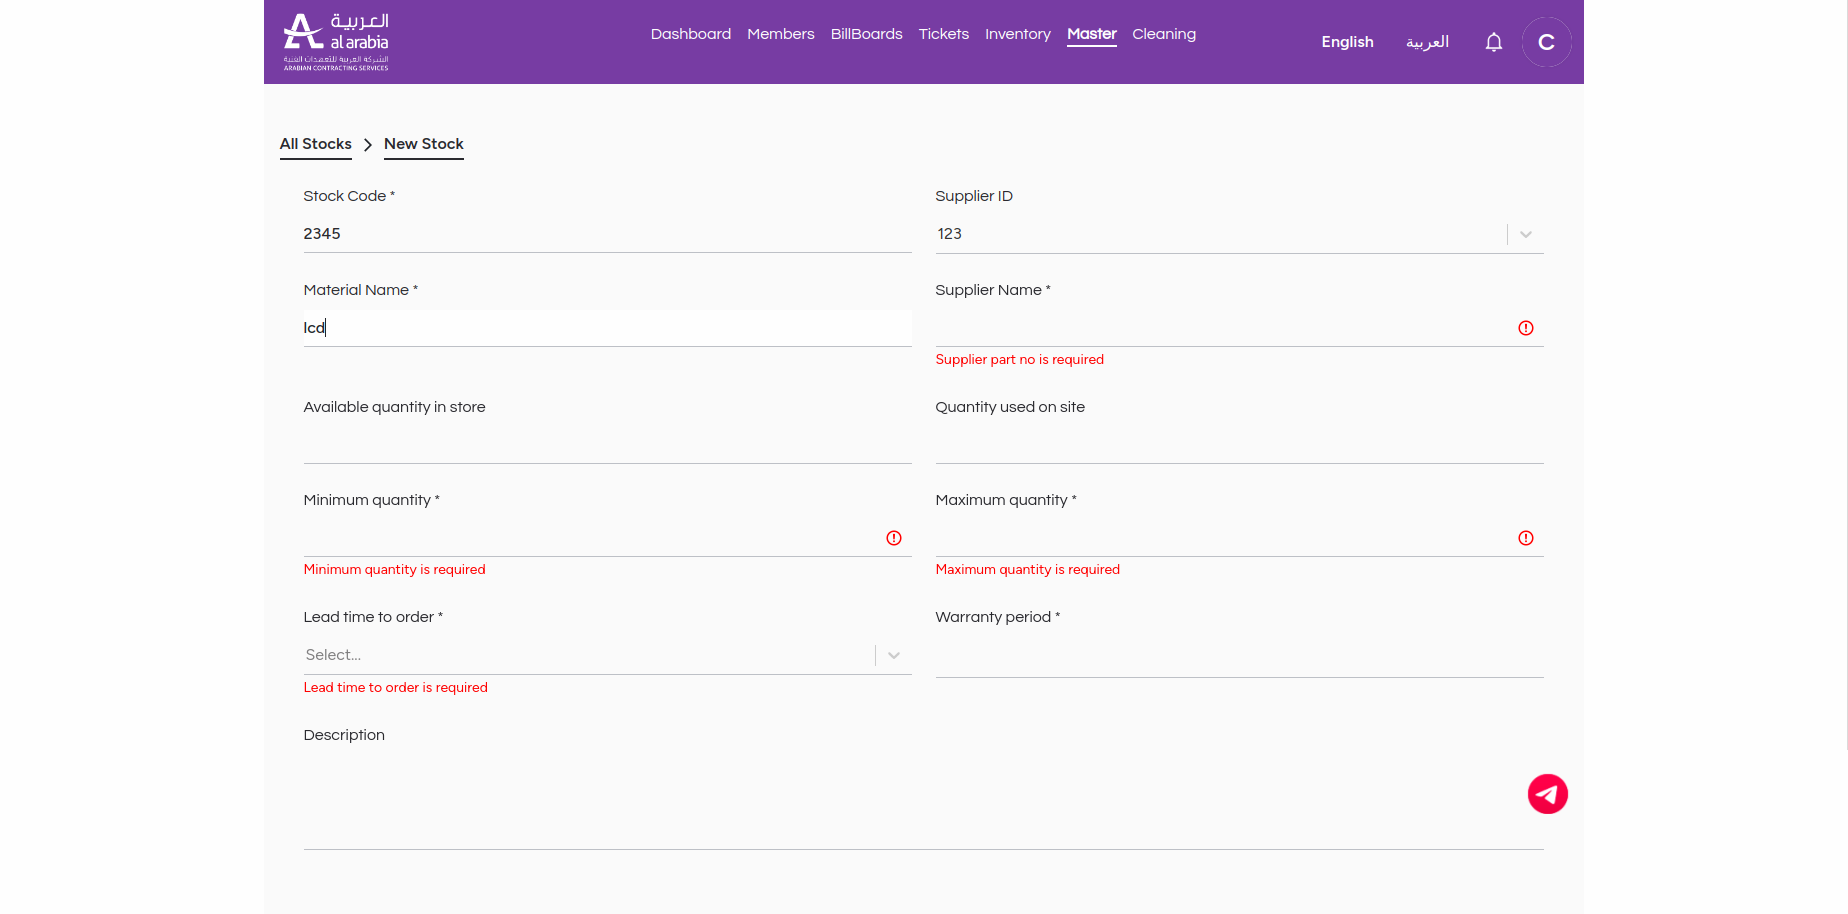 العربية
al arabia
الشركة العربية للتعهدات الفنية
ARABIAN CONTRACTING SERVICES
Dashboard Members BillBoards Tickets Inventory Master Cleaning
English العربية C
All Stocks > New Stock
Stock Code * Supplier ID
2345 123
Material Name * Supplier Name *
lcd
Supplier part no is required
Available quantity in store Quantity used on site
Minimum quantity * Maximum quantity *
Minimum quantity is required Maximum quantity is required
Lead time to order * Warranty period *
Select...
Lead time to order is required
Description